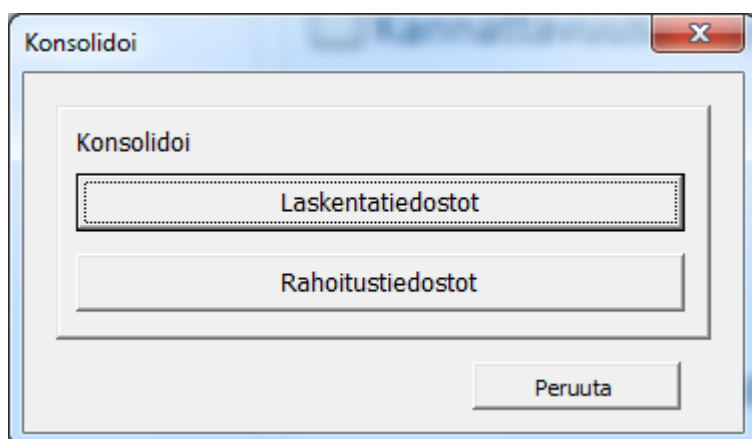 Konsolidoi
Konsolidoi
Laskentatiedostot
Rahoitustiedostot
Peruuta